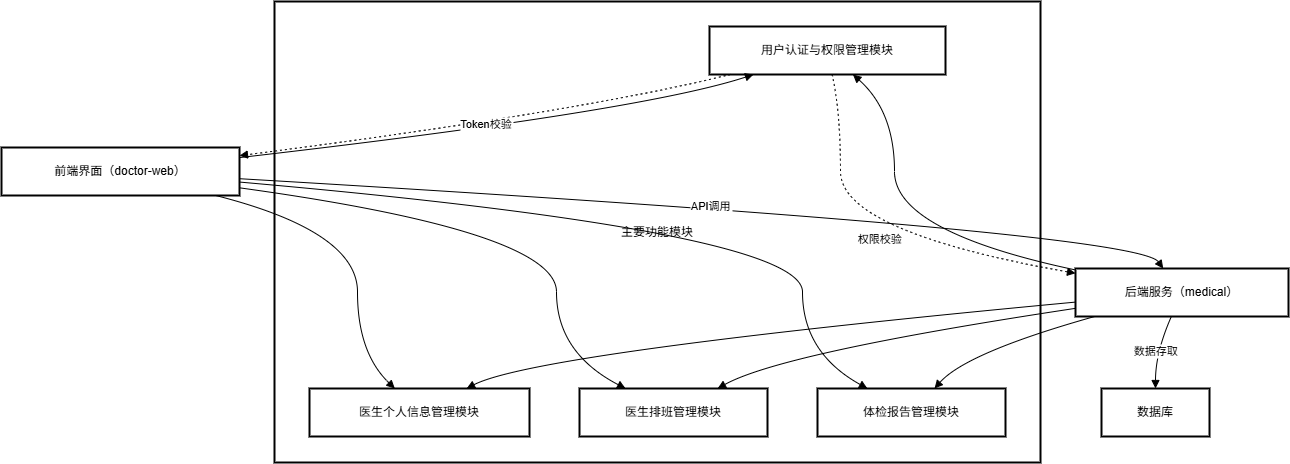 用户认证与权限管理模块
Token校验
前端界面（doctor-web）
API调用
主要功能模块
权限校验
后端服务（medical）
数据存取
医生个人信息管理模块
医生排班管理模块
体检报告管理模块
数据库